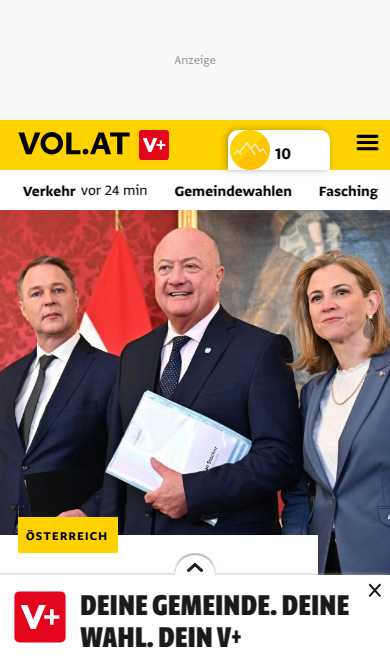 Anzeige
VOL.AT V+
10
Verkehr vor 24 min Gemeindewahlen Fasching
ÖSTERREICH
V+
DEINE GEMEINDE. DEINE
WAHL. DEIN V+